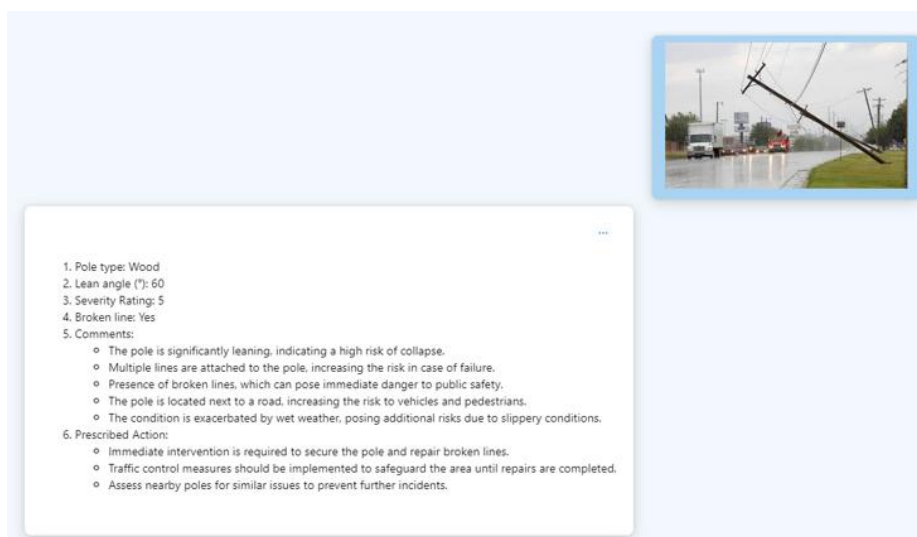 1. Pole type: Wood
2. Lean angle (°): 60
3. Severity Rating: 5
4. Broken line: Yes
5. Comments:
The pole is significantly leaning, indicating a high risk of collapse.
Multiple lines are attached to the pole, increasing the risk in case of failure.
Presence of broken lines, which can pose immediate danger to public safety.
The pole is located next to a road, increasing the risk to vehicles and pedestrians.
The condition is exacerbated by wet weather, posing additional risks due to slippery conditions.
6. Prescribed Action:
Immediate intervention is required to secure the pole and repair broken lines.
Traffic control measures should be implemented to safeguard the area until repairs are completed.
Assess nearby poles for similar issues to prevent further incidents.